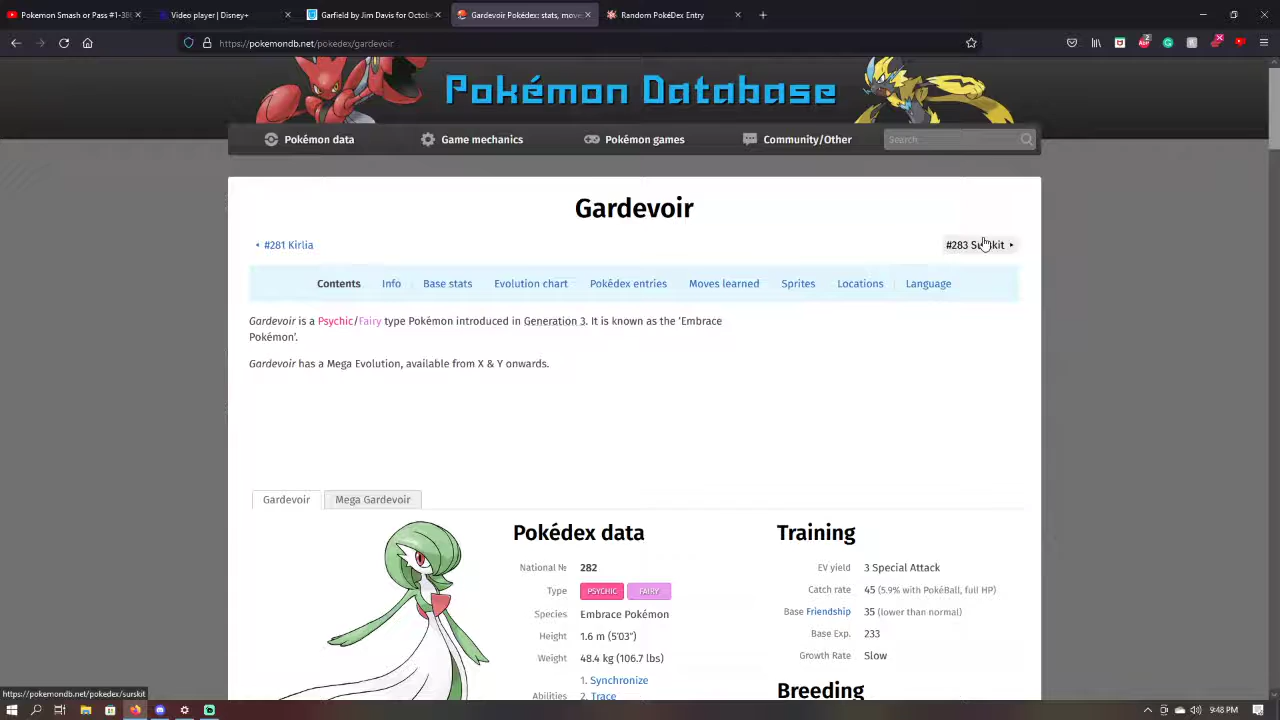 Pokémon Smash or Pass #1-38
Video player | Disney+
Garfield by Jim Davis for Octobe
Gardevoir Pokédex: stats, move
Random PokéDex Entry
https://pokemondb.net/pokedex/gardevoir
Pokémon Database
Pokémon data
Game mechanics
Pokémon games
Community/Other
Search
Gardevoir
#281 Kirlia
#283
Contents Info Base stats Evolution chart Pokédex entries Moves learned Sprites Locations Language
Gardevoir is a Psychic/Fairy type Pokémon introduced in Generation 3. It is known as the ‘Embrace
Pokémon’.
Gardevoir has a Mega Evolution, available from X & Y onwards.
Gardevoir Mega Gardevoir
Pokédex data
National № 282
Type PSYCHIC FAIRY
Species Embrace Pokémon
Height 1.6 m (5′03″)
Weight 48.4 kg (106.7 lbs)
Abilities 1. Synchronize
2. Trace
Training
EV yield 3 Special Attack
Catch rate 45 (5.9% with PokéBall, full HP)
Base Friendship 35 (lower than normal)
Base Exp. 233
Growth Rate Slow
Breeding
https://pokemondb.net/pokedex/surskit
9:48 PM